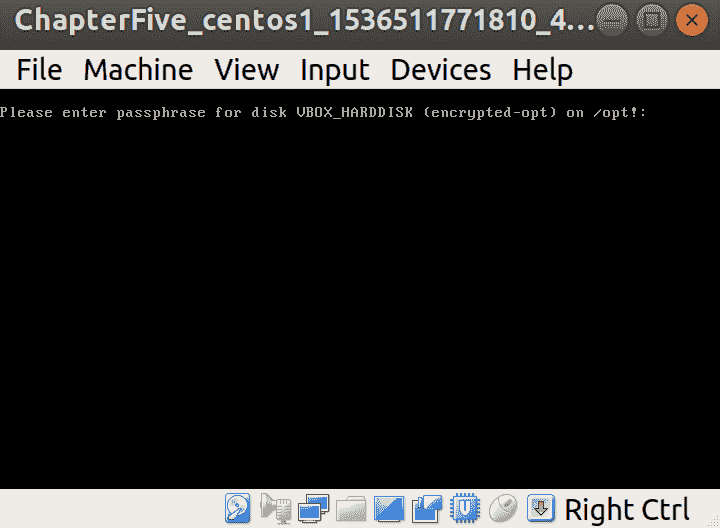 ChapterFive_centos1_1536511771810_4...
File Machine View Input Devices Help
Please enter passphrase for disk VBOX_HARDDISK (encrypted-opt) on /opt!:
Right Ctrl